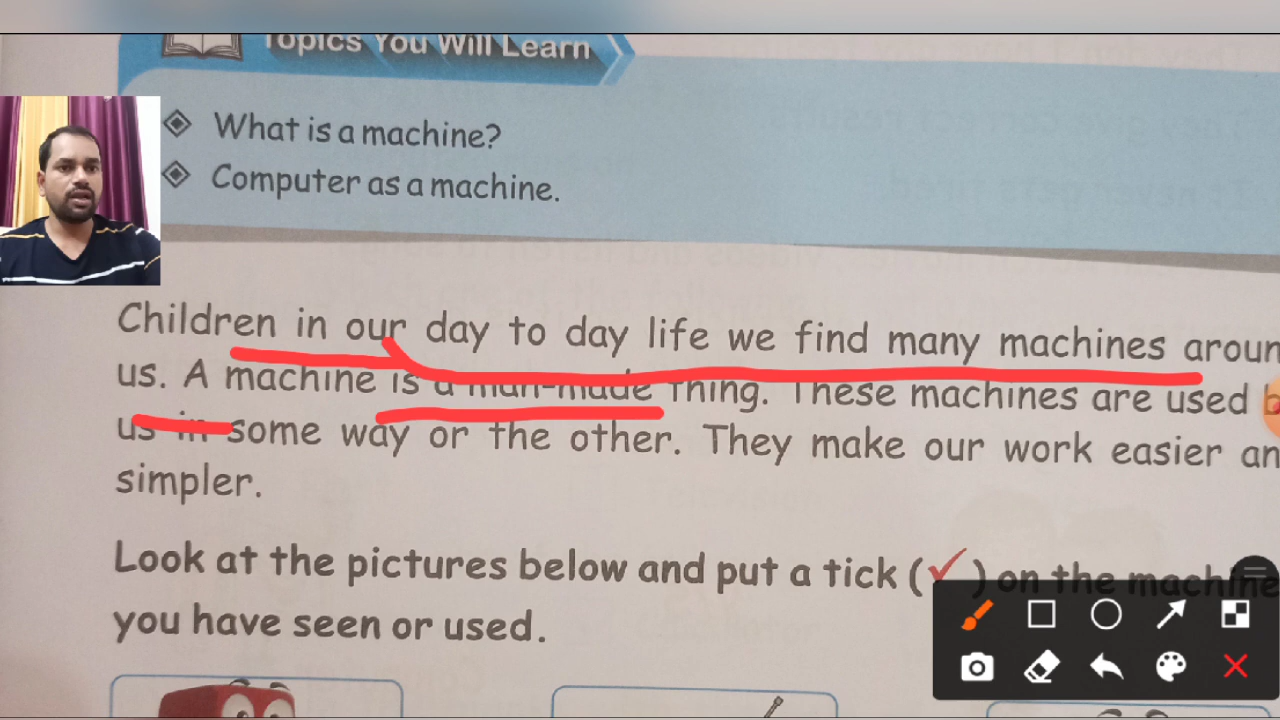 Topics You Will Learn
What is a machine?
Computer as a machine.
Children in our day to day life we find many machines aroun
us. A machine is a man-made thing. These machines are used b
us in some way or the other. They make our work easier an
simpler.
Look at the pictures below and put a tick (✓) on the machine
you have seen or used.